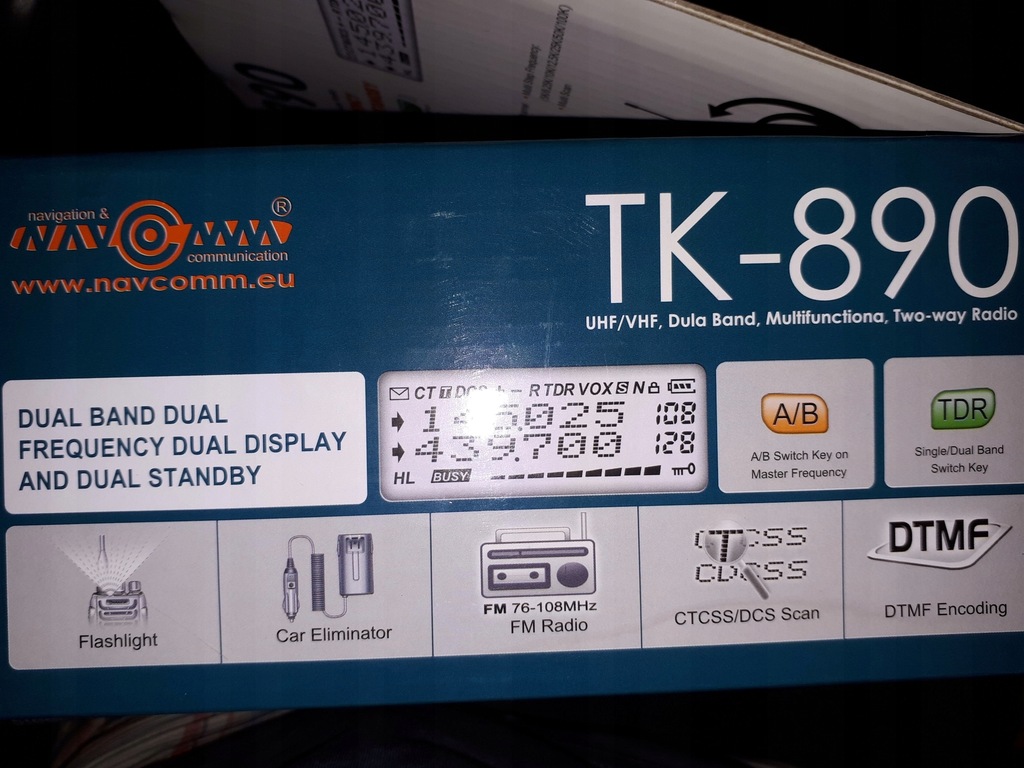 navigation &
NAVCOMM®
communication
www.navcomm.eu
TK-890
UHF/VHF, Dula Band, Multifunctiona, Two-way Radio
DUAL BAND DUAL
FREQUENCY DUAL DISPLAY
AND DUAL STANDBY
CT T DCS + - R TDR VOX S N
145.025 108
439.700 128
HL BUSY
A/B
A/B Switch Key on
Master Frequency
TDR
Single/Dual Band
Switch Key
Flashlight
Car Eliminator
FM 76-108MHz
FM Radio
CTCSS
CDCSS
CTCSS/DCS Scan
DTMF
DTMF Encoding